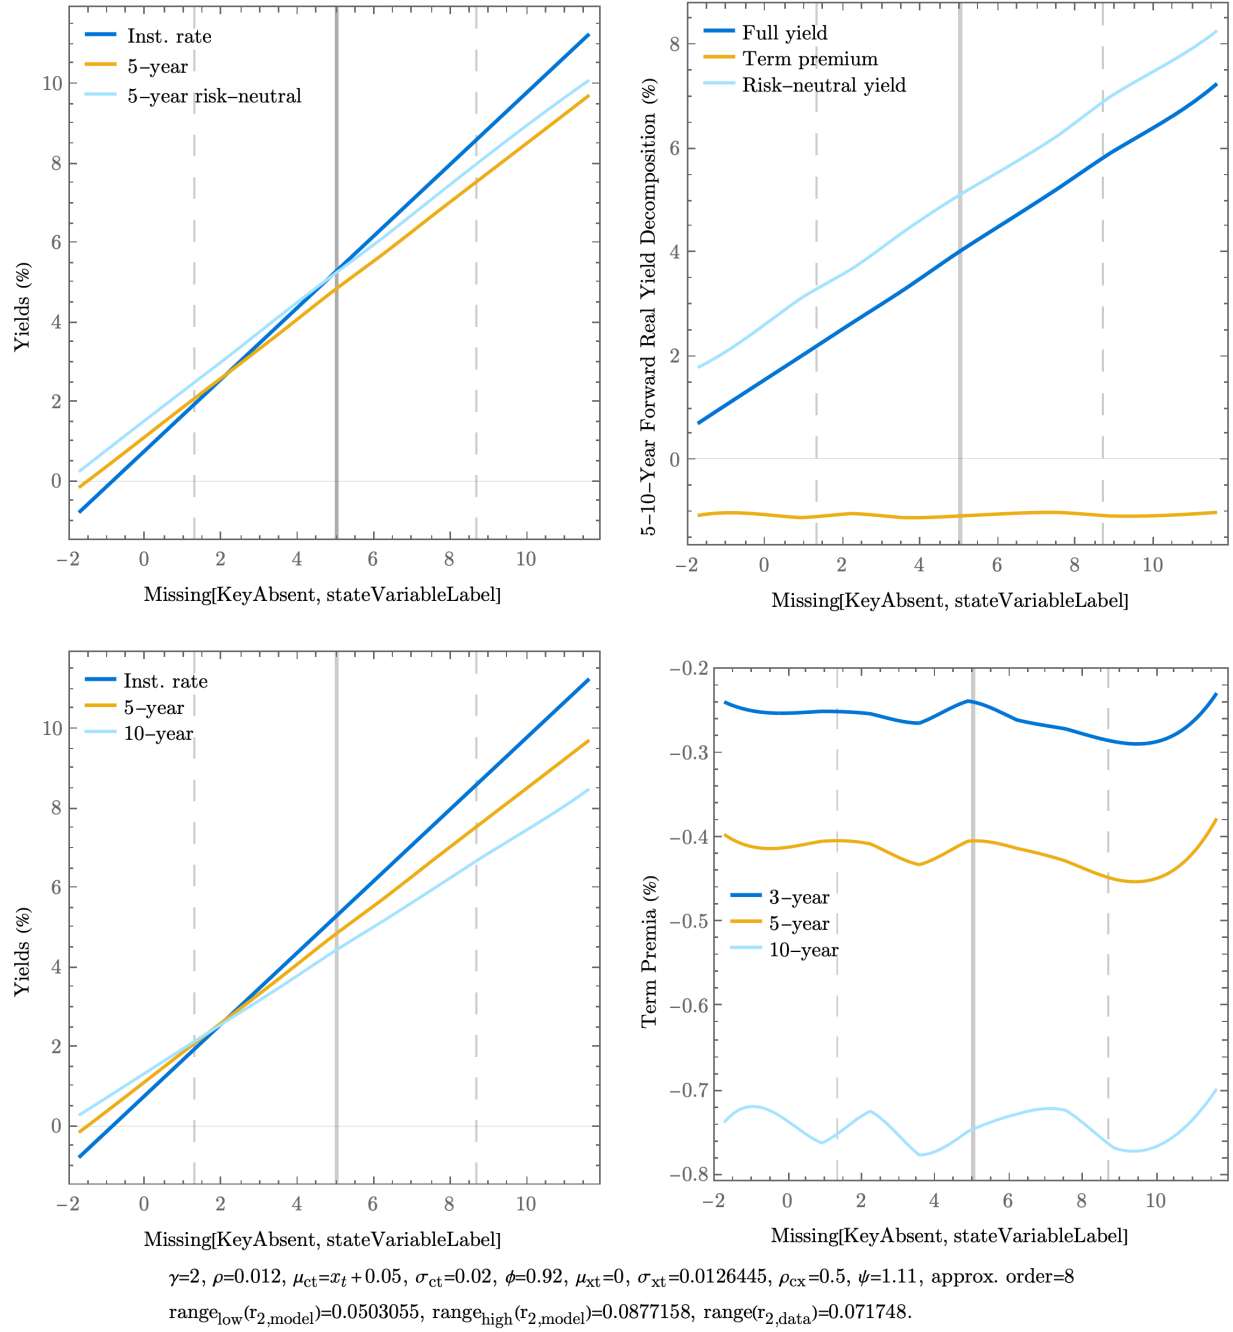 Inst. rate
5–year
5–year risk–neutral
Yields (%)
10
8
6
4
2
0
−2 0 2 4 6 8 10
Missing[KeyAbsent, stateVariableLabel]
Full yield
Term premium
Risk–neutral yield
5–10–Year Forward Real Yield Decomposition (%)
8
6
4
2
0
−2 0 2 4 6 8 10
Missing[KeyAbsent, stateVariableLabel]
Inst. rate
5–year
10–year
Yields (%)
10
8
6
4
2
0
−2 0 2 4 6 8 10
Missing[KeyAbsent, stateVariableLabel]
−0.2
−0.3
−0.4
−0.5
−0.6
−0.7
−0.8
Term Premia (%)
3–year
5–year
10–year
−2 0 2 4 6 8 10
Missing[KeyAbsent, stateVariableLabel]
γ=2, ρ=0.012, μct=xt+0.05, σct=0.02, ϕ=0.92, μxt=0, σxt=0.0126445, ρcx=0.5, ψ=1.11, approx. order=8
rangelow(r2,model)=0.0503055, rangehigh(r2,model)=0.0877158, range(r2,data)=0.071748.